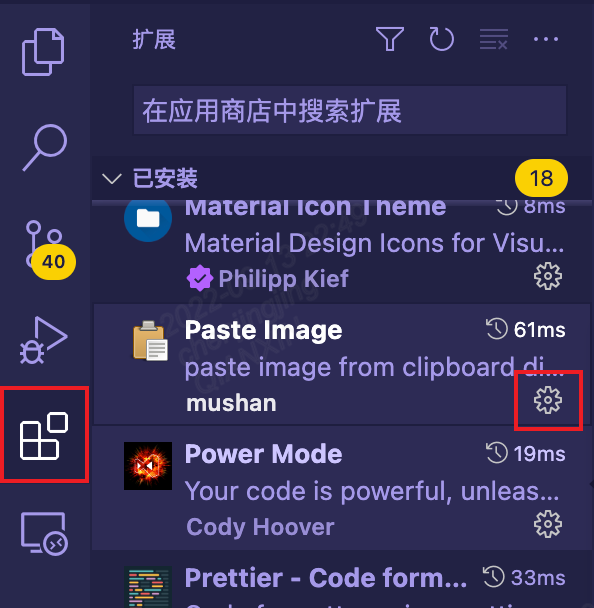 扩展
在应用商店中搜索扩展
已安装 18
Material Icon Theme 8ms
Material Design Icons for Visu...
Philipp Kief
40
Paste Image 61ms
paste image from clipboard di...
mushan
Power Mode 19ms
Your code is powerful, unleas...
Cody Hoover
Prettier - Code form... 33ms